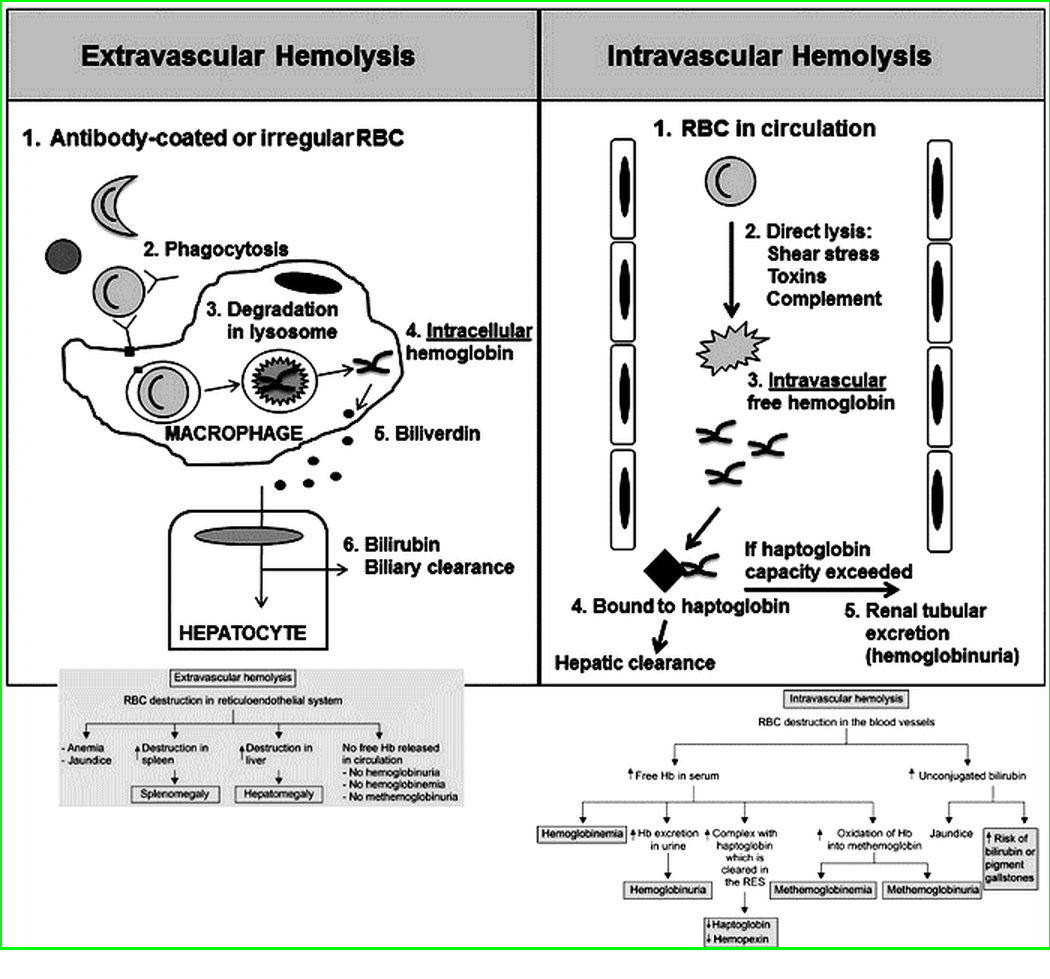 Extravascular Hemolysis
1. Antibody-coated or irregular RBC
2. Phagocytosis
3. Degradation
in lysosome
4. Intracellular
hemoglobin
MACROPHAGE
5. Biliverdin
6. Bilirubin
Biliary clearance
HEPATOCYTE
Intravascular Hemolysis
1. RBC in circulation
2. Direct lysis:
Shear stress
Toxins
Complement
3. Intravascular
free hemoglobin
If haptoglobin
capacity exceeded
4. Bound to haptoglobin
5. Renal tubular
excretion
(hemoglobinuria)
Hepatic clearance
Extravascular hemolysis
RBC destruction in reticuloendothelial system
- Anemia
- Jaundice
↑ Destruction in
spleen
Splenomegaly
↑ Destruction in
liver
Hepatomegaly
No free Hb released
in circulation
- No hemoglobinuria
- No hemoglobinemia
- No methemoglobinuria
Intravascular hemolysis
RBC destruction in the blood vessels
↑ Free Hb in serum
↑ Unconjugated bilirubin
Hemoglobinemia
↑ Hb excretion
in urine
Hemoglobinuria
↑ Complex with
haptoglobin
which is
cleared in
the RES
↓ Haptoglobin
↓ Hemopexin
↑ Oxidation of Hb
into methemoglobin
Methemoglobinemia
Methemoglobinuria
Jaundice
↑ Risk of
bilirubin or
pigment
gallstones